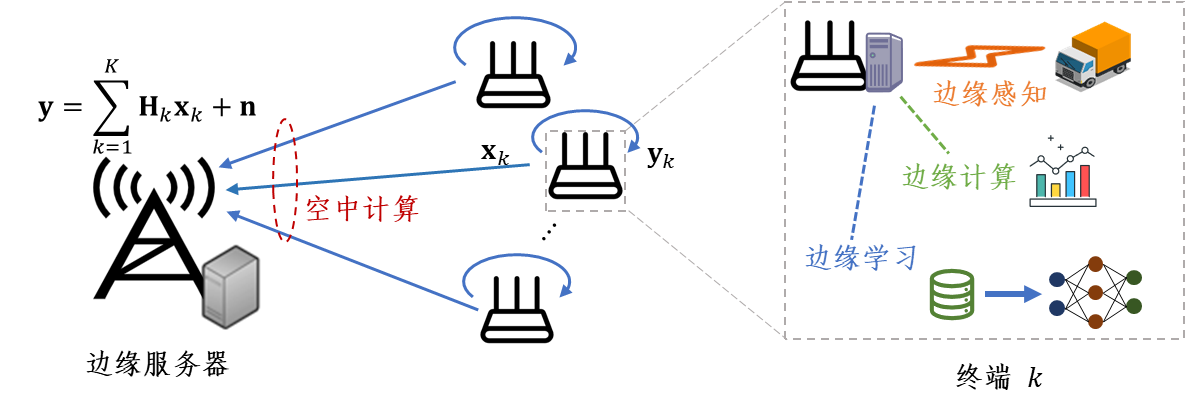 𝐲 = ∑_{k=1}^{K} 𝐇_k 𝐱_k + 𝐧
𝐱_k
𝐲_k
空中计算
...
边缘服务器
边缘感知
边缘计算
边缘学习
终端 k